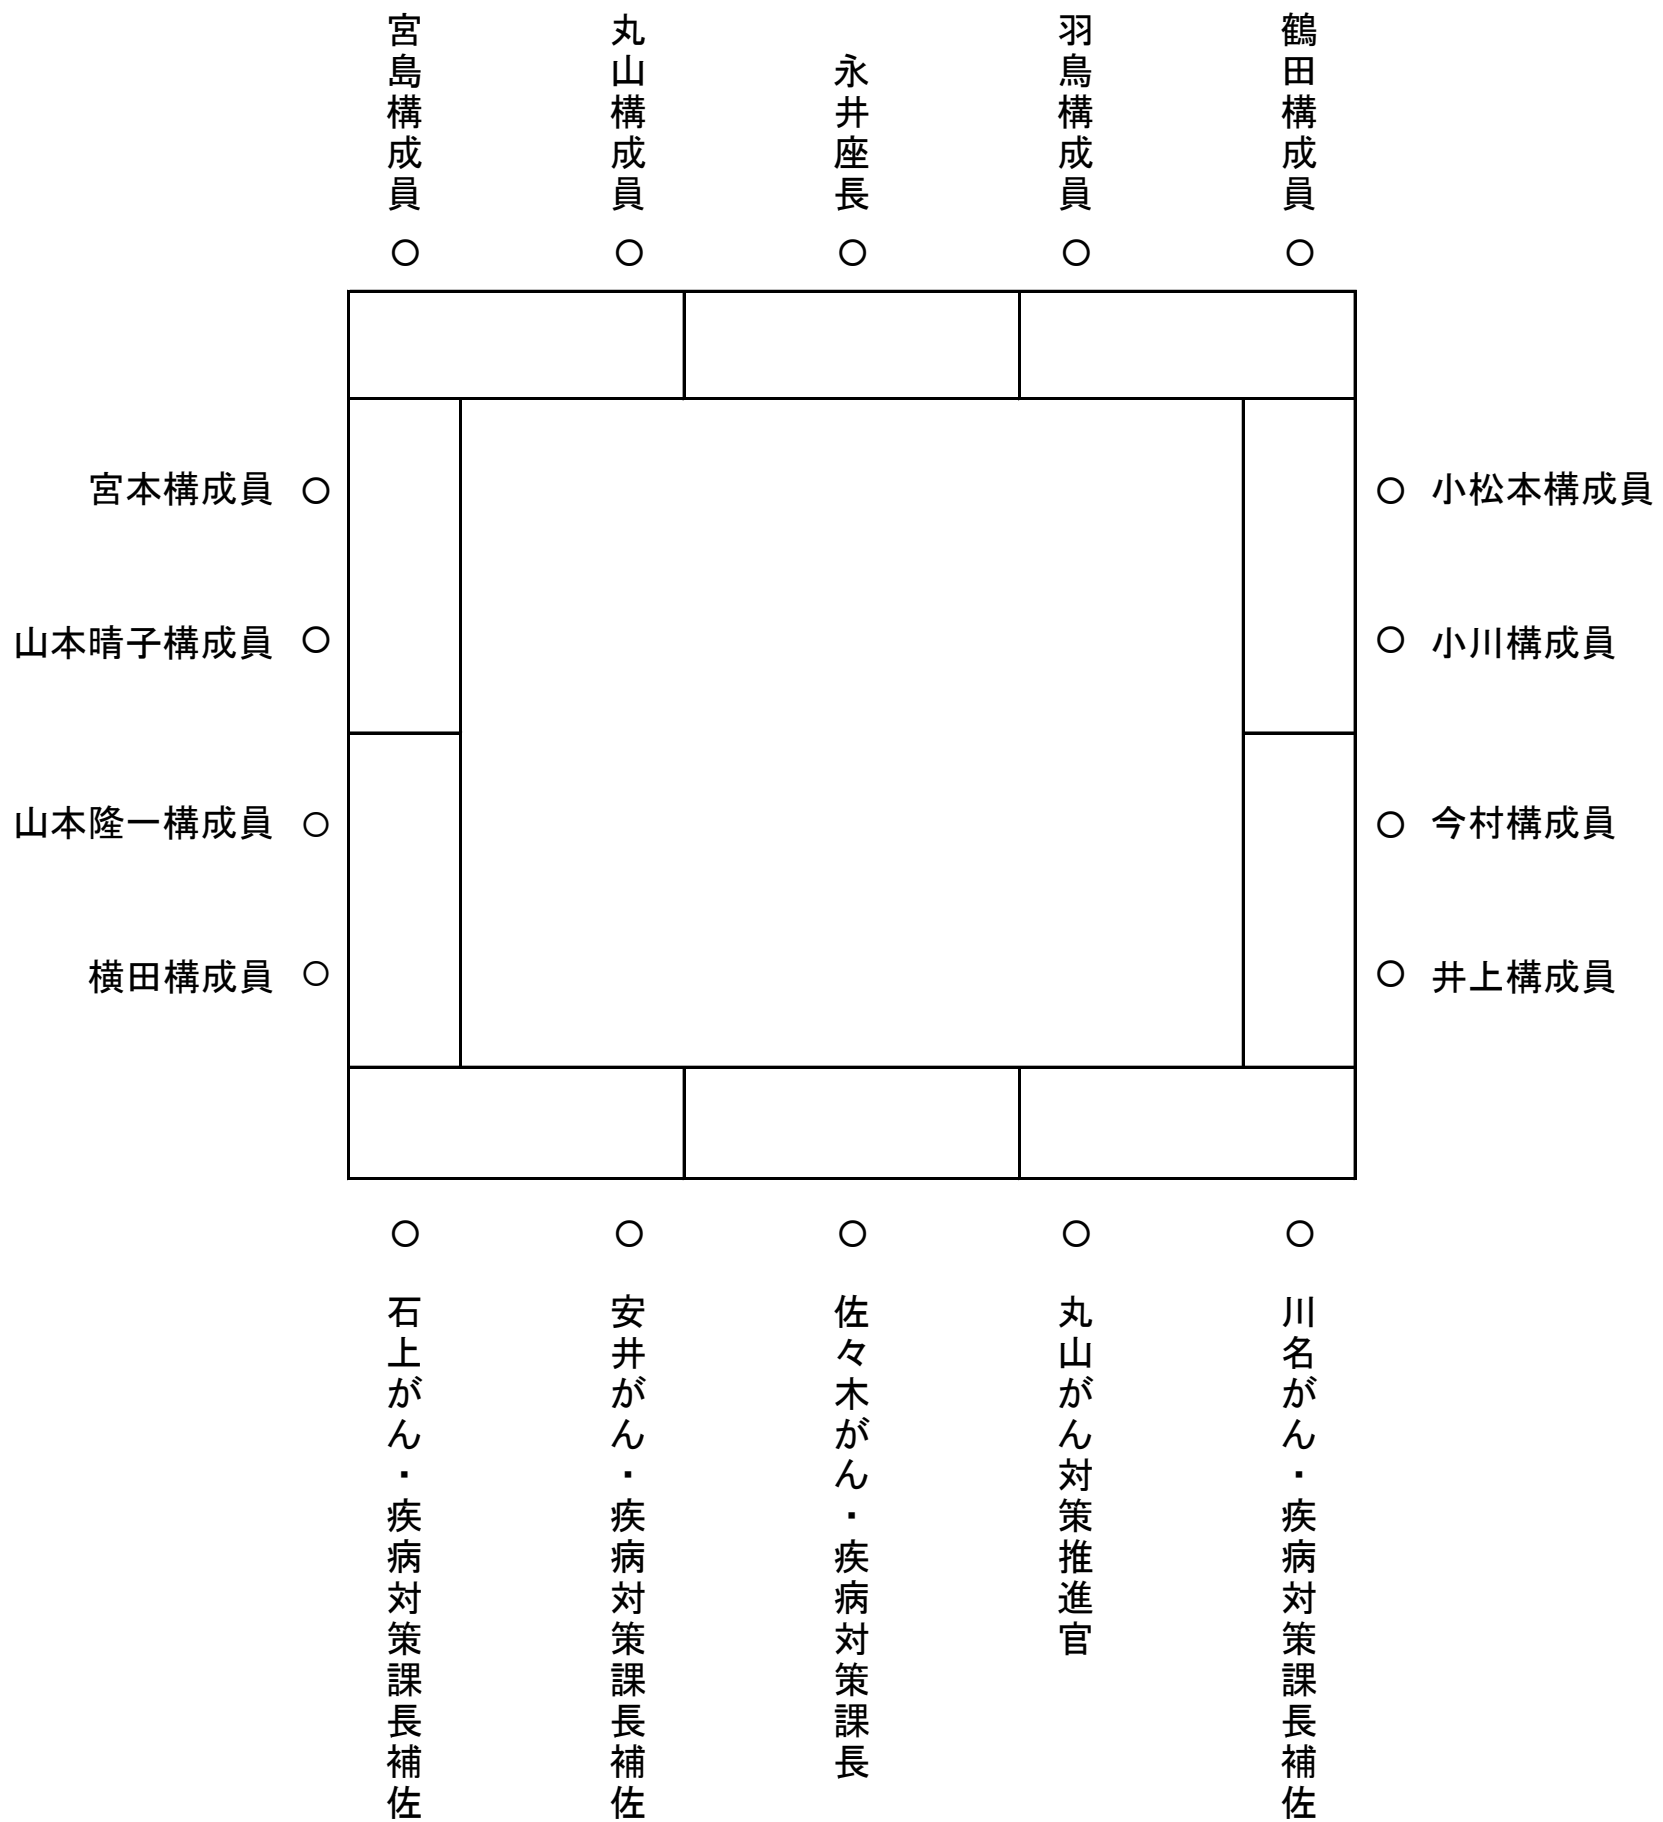 宮島構成員
丸山構成員
永井座長
羽鳥構成員
鶴田構成員
宮本構成員
小松本構成員
山本晴子構成員
小川構成員
山本隆一構成員
今村構成員
横田構成員
井上構成員
石上がん・疾病対策課長補佐
安井がん・疾病対策課長補佐
佐々木がん・疾病対策課長
丸山がん対策推進官
川名がん・疾病対策課長補佐